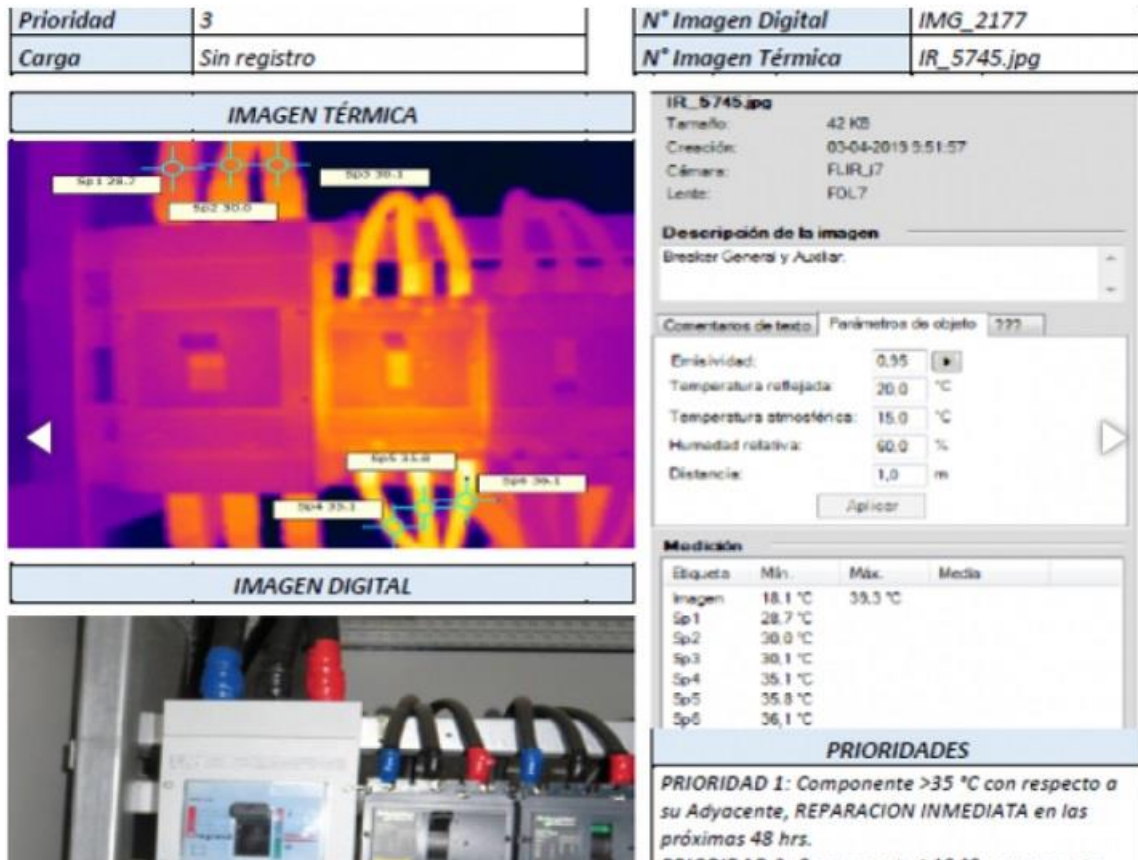 Prioridad 3
N° Imagen Digital IMG_2177
Carga Sin registro
N° Imagen Térmica IR_5745.jpg
IMAGEN TÉRMICA
Sp1 28.7
Sp2 30.0
Sp3 30.1
Sp5 35.8
Sp6 36.1
Sp4 35.1
IR_5745.jpg
Tamaño: 42 KB
Creación: 03-04-2019 9:51:57
Cámara: FLIR_i7
Lente: FOL7
Descripción de la imagen
Breaker General y Auxiliar.
Comentarios de texto Parámetros de objeto ???
Emisividad: 0,95
Temperatura reflejada: 20,0 °C
Temperatura atmosférica: 15,0 °C
Humedad relativa: 60,0 %
Distancia: 1,0 m
Aplicar
Medición
Etiqueta Mín. Máx. Media
Imagen 18.1 °C 39,3 °C
Sp1 28.7 °C
Sp2 30,0 °C
Sp3 30,1 °C
Sp4 35,1 °C
Sp5 35.8 °C
Sp6 36,1 °C
IMAGEN DIGITAL
PRIORIDADES
PRIORIDAD 1: Componente >35 °C con respecto a
su Adyacente, REPARACION INMEDIATA en las
próximas 48 hrs.